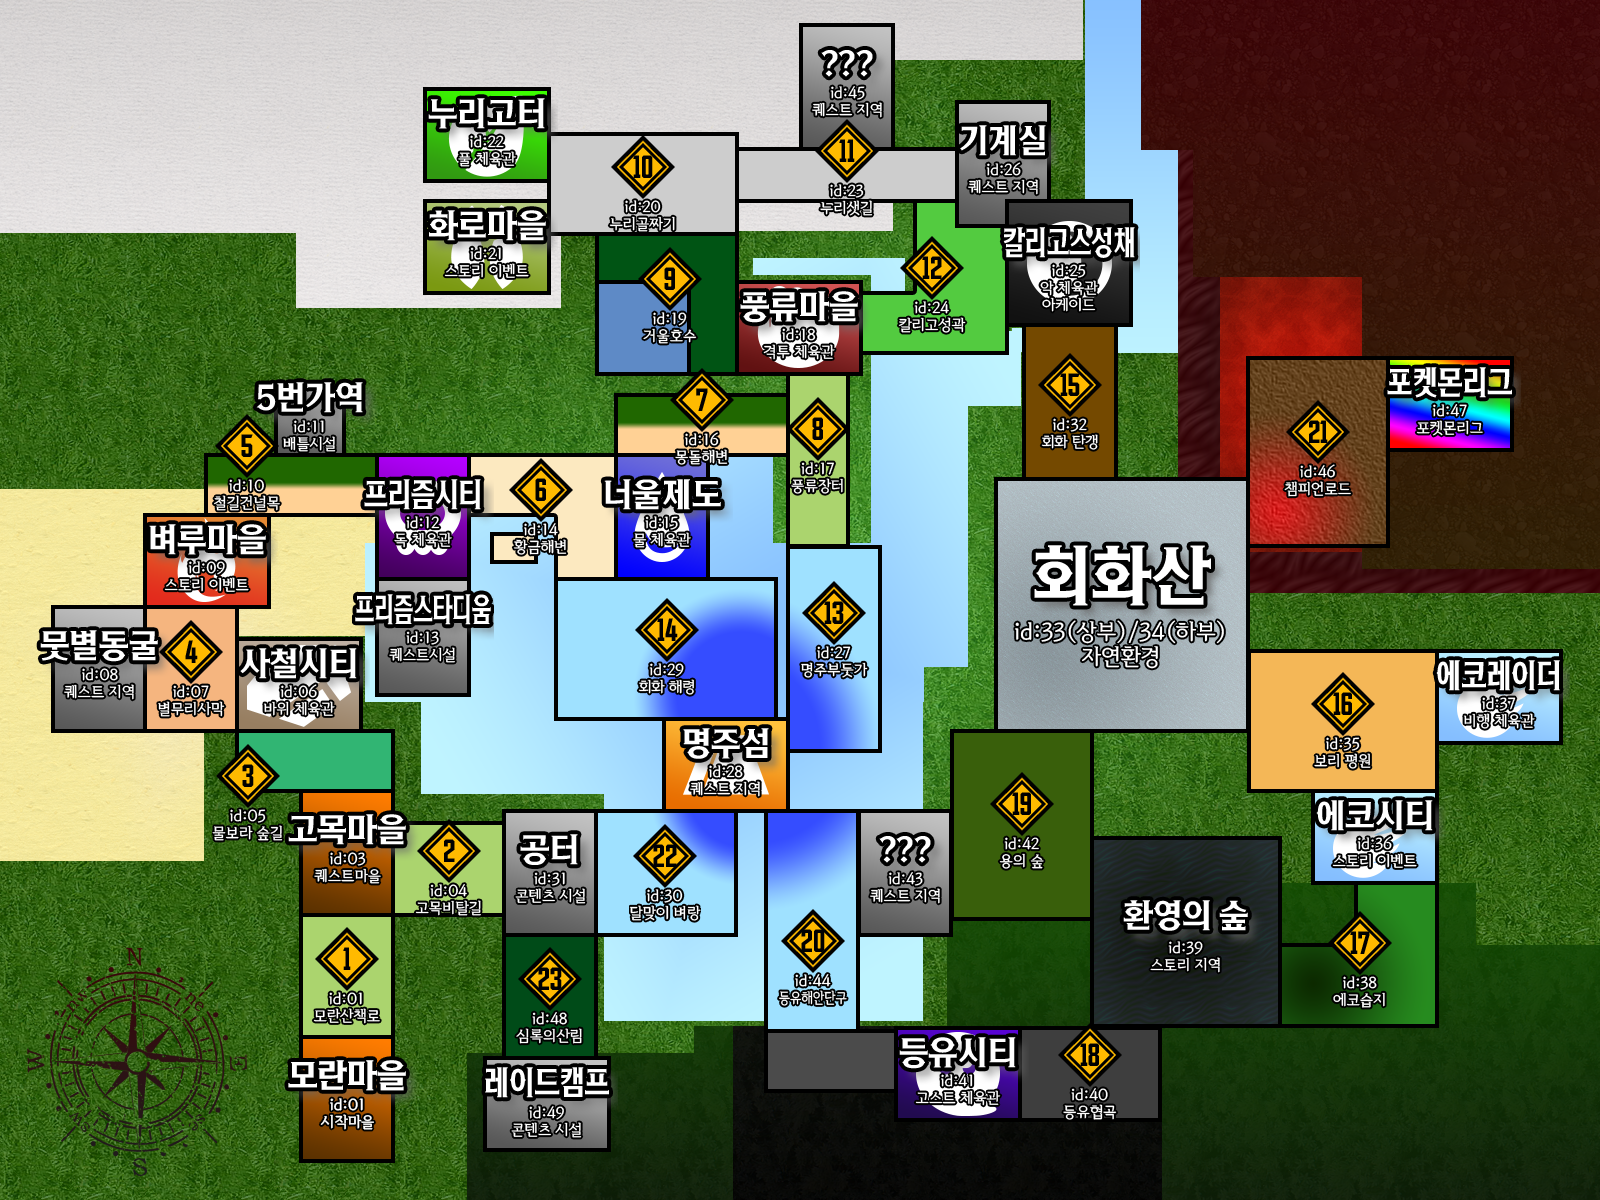 ???
id:45
퀘스트 지역
누리고터
id:22
풀 체육관
10
id:20
누리골짜기
11
id:23
누리샛길
기계실
id:26
퀘스트 지역
화로마을
id:21
스토리 이벤트
9
id:19
거울호수
풍류마을
id:18
격투 체육관
12
id:24
칼리고성곽
칼리고스성채
id:25
악 체육관
아케이드
15
id:32
회화 탄갱
21
id:46
챔피언로드
포켓몬리그
id:47
포켓몬리그
5번가역
id:11
배틀시설
5
id:10
철길건널목
프리즘시티
id:12
독 체육관
6
id:14
황금해변
7
id:16
몽돌해변
8
id:17
풍류장터
너울제도
id:15
물 체육관
벼루마을
id:09
스토리 이벤트
뭇별동굴
id:08
퀘스트 지역
4
id:07
별무리사막
사철시티
id:06
바위 체육관
프리즘스타디움
id:13
퀘스트시설
14
id:29
회화 해령
13
id:27
명주부둣가
회화산
id:33(상부)/34(하부)
자연환경
16
id:35
보리 평원
에코레이더
id:37
비행 체육관
명주섬
id:28
퀘스트 지역
3
id:05
물보라 숲길
고목마을
id:03
퀘스트마을
2
id:04
고목비탈길
공터
id:31
콘텐츠 시설
22
id:30
달맞이 벼랑
???
id:43
퀘스트 지역
19
id:42
용의 숲
에코시티
id:36
스토리 이벤트
환영의 숲
id:39
스토리 지역
17
id:38
에코습지
1
id:01
모란산책로
23
id:48
심록의산림
20
id:44
등유해안단구
모란마을
id:01
시작마을
레이드캠프
id:49
콘텐츠 시설
등유시티
id:41
고스트 체육관
18
id:40
등유협곡
N
ne
W
E
S